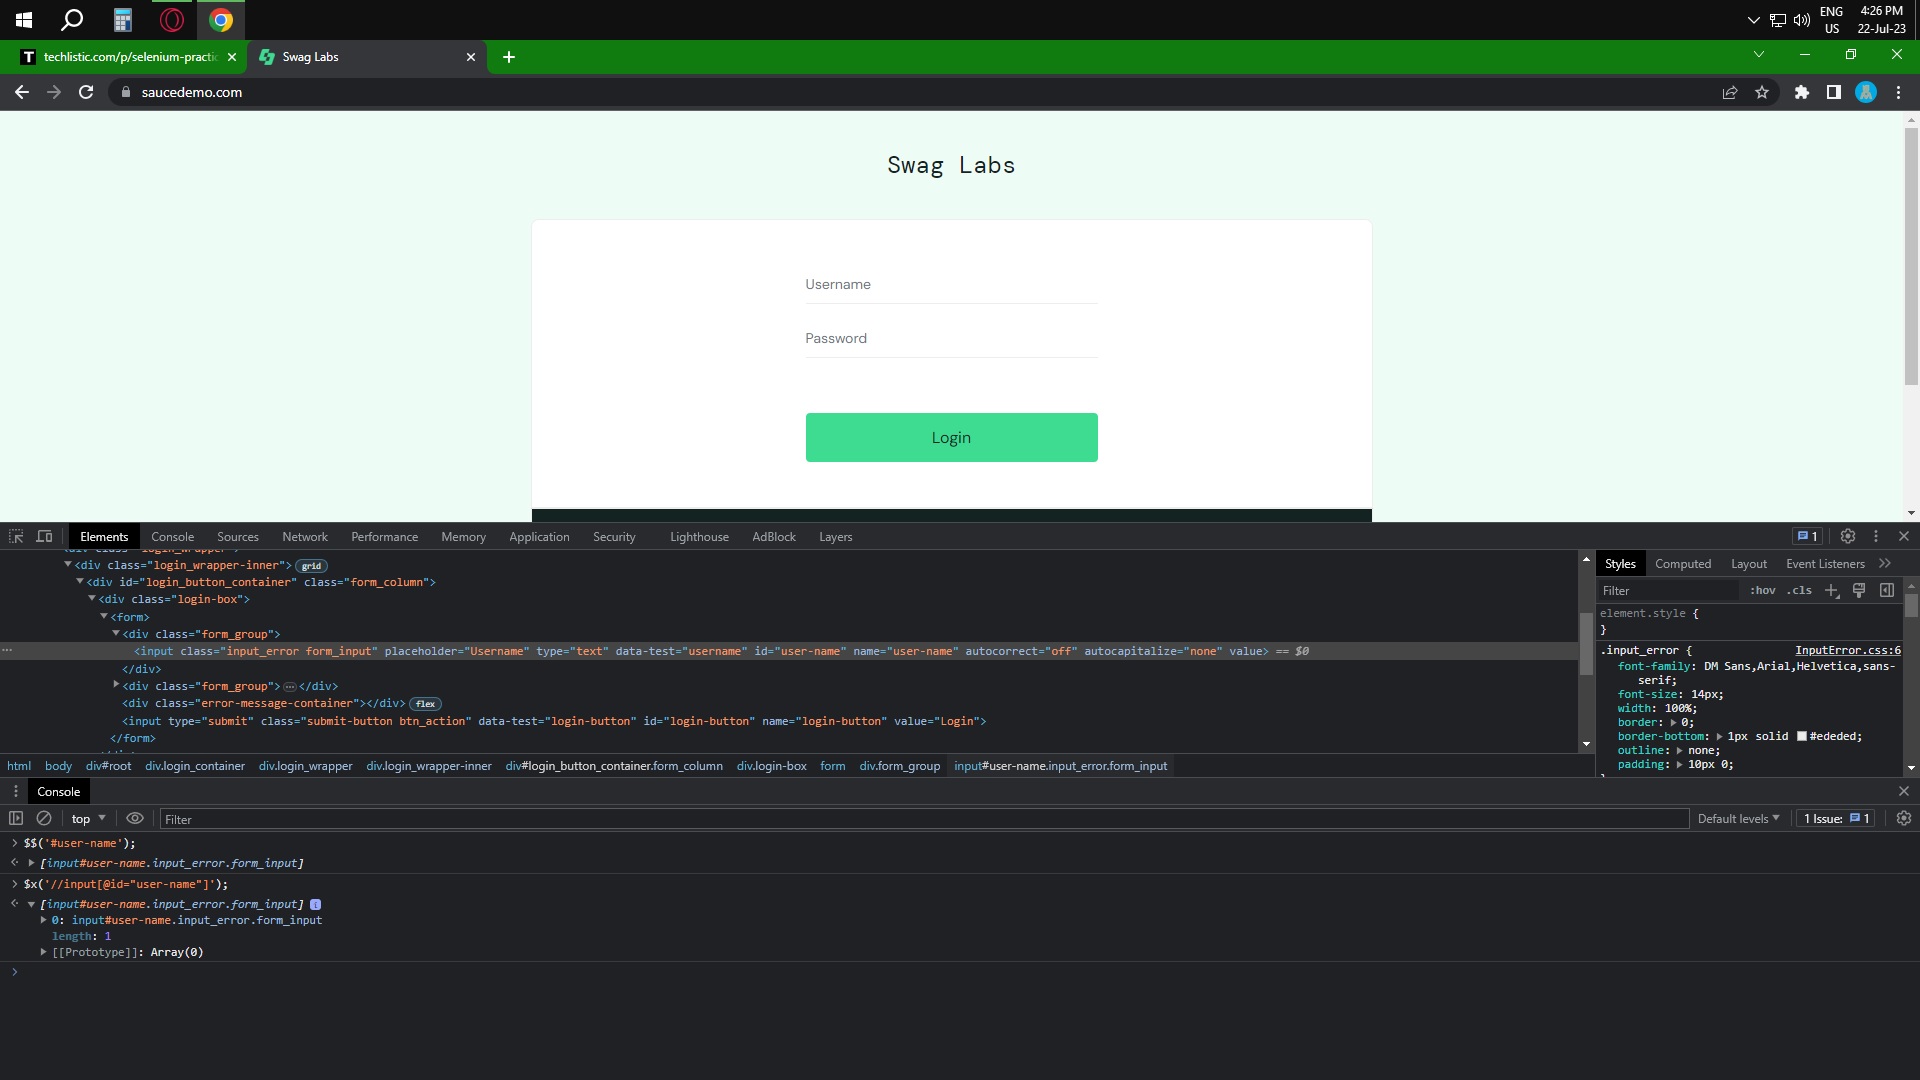 ENG
US
4:26 PM
22-Jul-23
techlistic.com/p/selenium-practic
Swag Labs
saucedemo.com
Swag Labs
Username
Password
Login
Elements Console Sources Network Performance Memory Application Security Lighthouse AdBlock Layers 1
<div class="login_wrapper-inner"> grid
<div id="login_button_container" class="form_column">
<div class="login-box">
<form>
<div class="form_group">
<input class="input_error form_input" placeholder="Username" type="text" data-test="username" id="user-name" name="user-name" autocorrect="off" autocapitalize="none" value> == $0
</div>
<div class="form_group">…</div>
<div class="error-message-container"></div> flex
<input type="submit" class="submit-button btn_action" data-test="login-button" id="login-button" name="login-button" value="Login">
</form>
html body div#root div.login_container div.login_wrapper div.login_wrapper-inner div#login_button_container.form_column div.login-box form div.form_group input#user-name.input_error.form_input
Styles Computed Layout Event Listeners
Filter :hov .cls
element.style {
}
.input_error { InputError.css:6
font-family: DM Sans,Arial,Helvetica,sans-
serif;
font-size: 14px;
width: 100%;
border: 0;
border-bottom: 1px solid #ededed;
outline: none;
padding: 10px 0;
Console
top Filter Default levels 1 Issue: 1
> $$('#user-name');
[input#user-name.input_error.form_input]
> $x('//input[@id="user-name"]');
[input#user-name.input_error.form_input] i
0: input#user-name.input_error.form_input
length: 1
[[Prototype]]: Array(0)
>